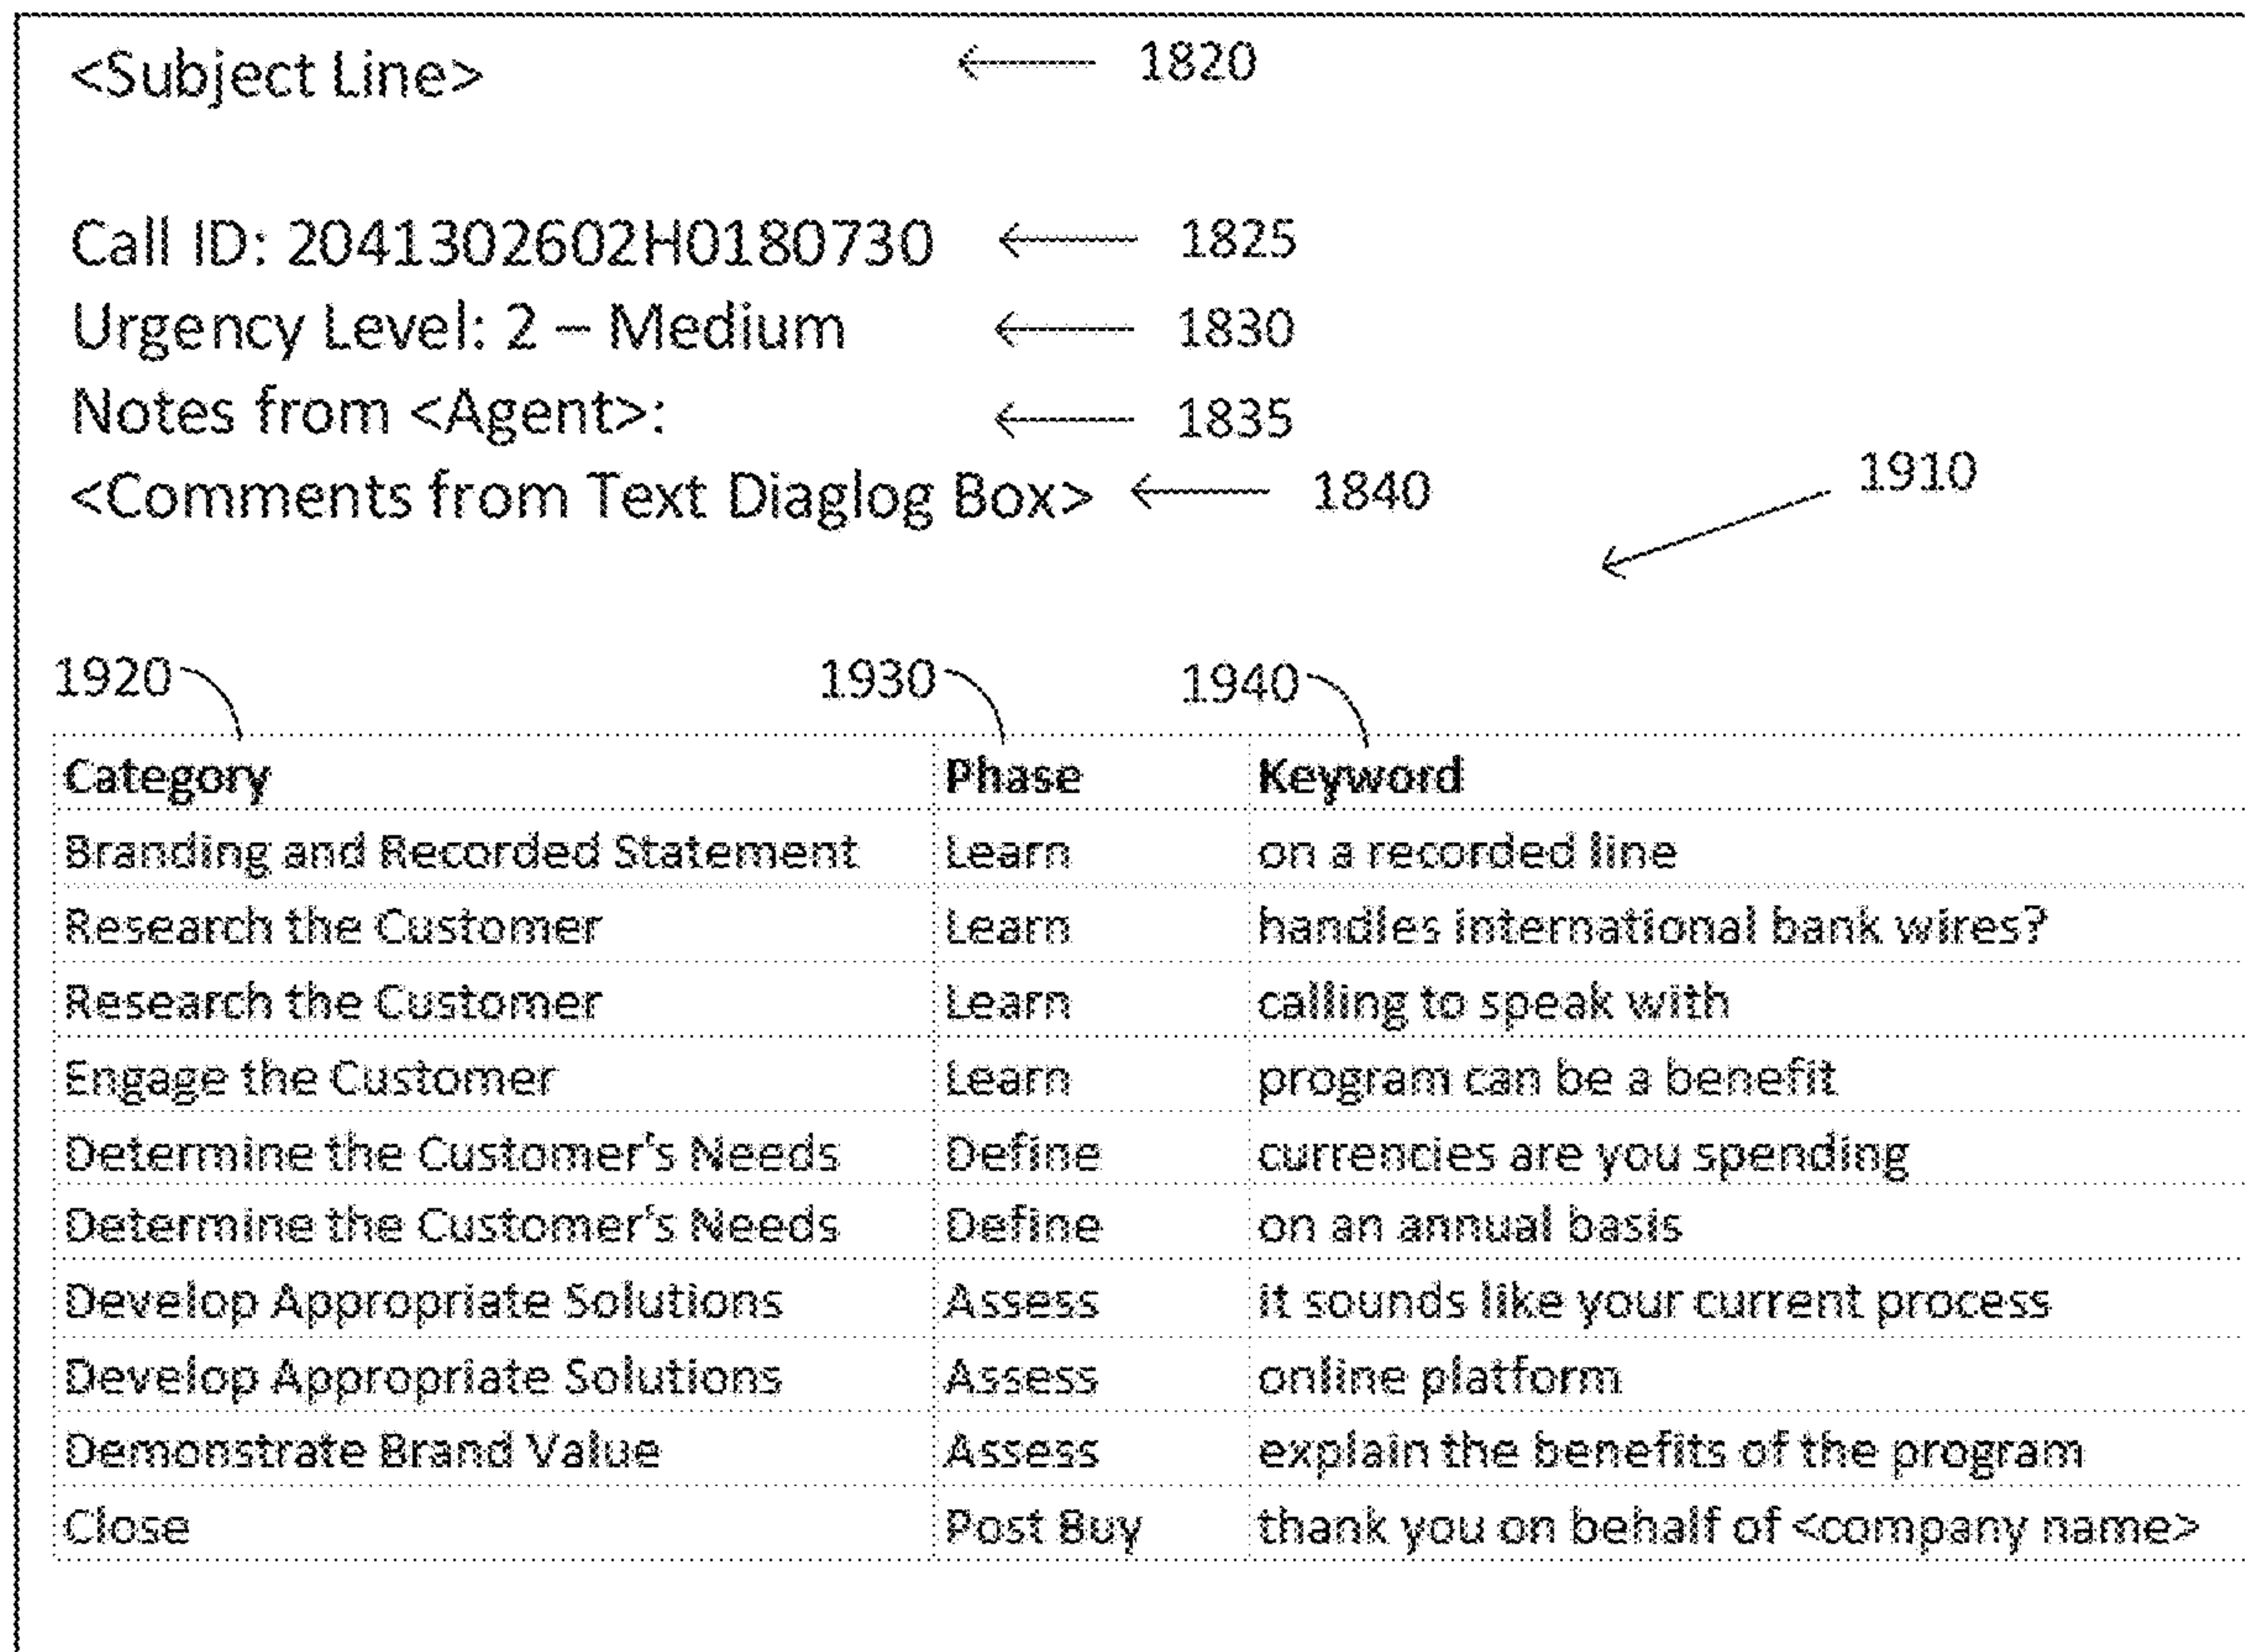 <Subject Line> 1820
Call ID: 2041302602H0180730 1825
Urgency Level: 2 – Medium 1830
Notes from <Agent>: 1835
<Comments from Text Diaglog Box> 1840
1910
1920 1930 1940
Category Phase Keyword
Branding and Recorded Statement Learn on a recorded line
Research the Customer Learn handles international bank wires?
Research the Customer Learn calling to speak with
Engage the Customer Learn program can be a benefit
Determine the Customer's Needs Define currencies are you spending
Determine the Customer's Needs Define on an annual basis
Develop Appropriate Solutions Assess it sounds like your current process
Develop Appropriate Solutions Assess online platform
Demonstrate Brand Value Assess explain the benefits of the program
Close Post Buy thank you on behalf of <company name>